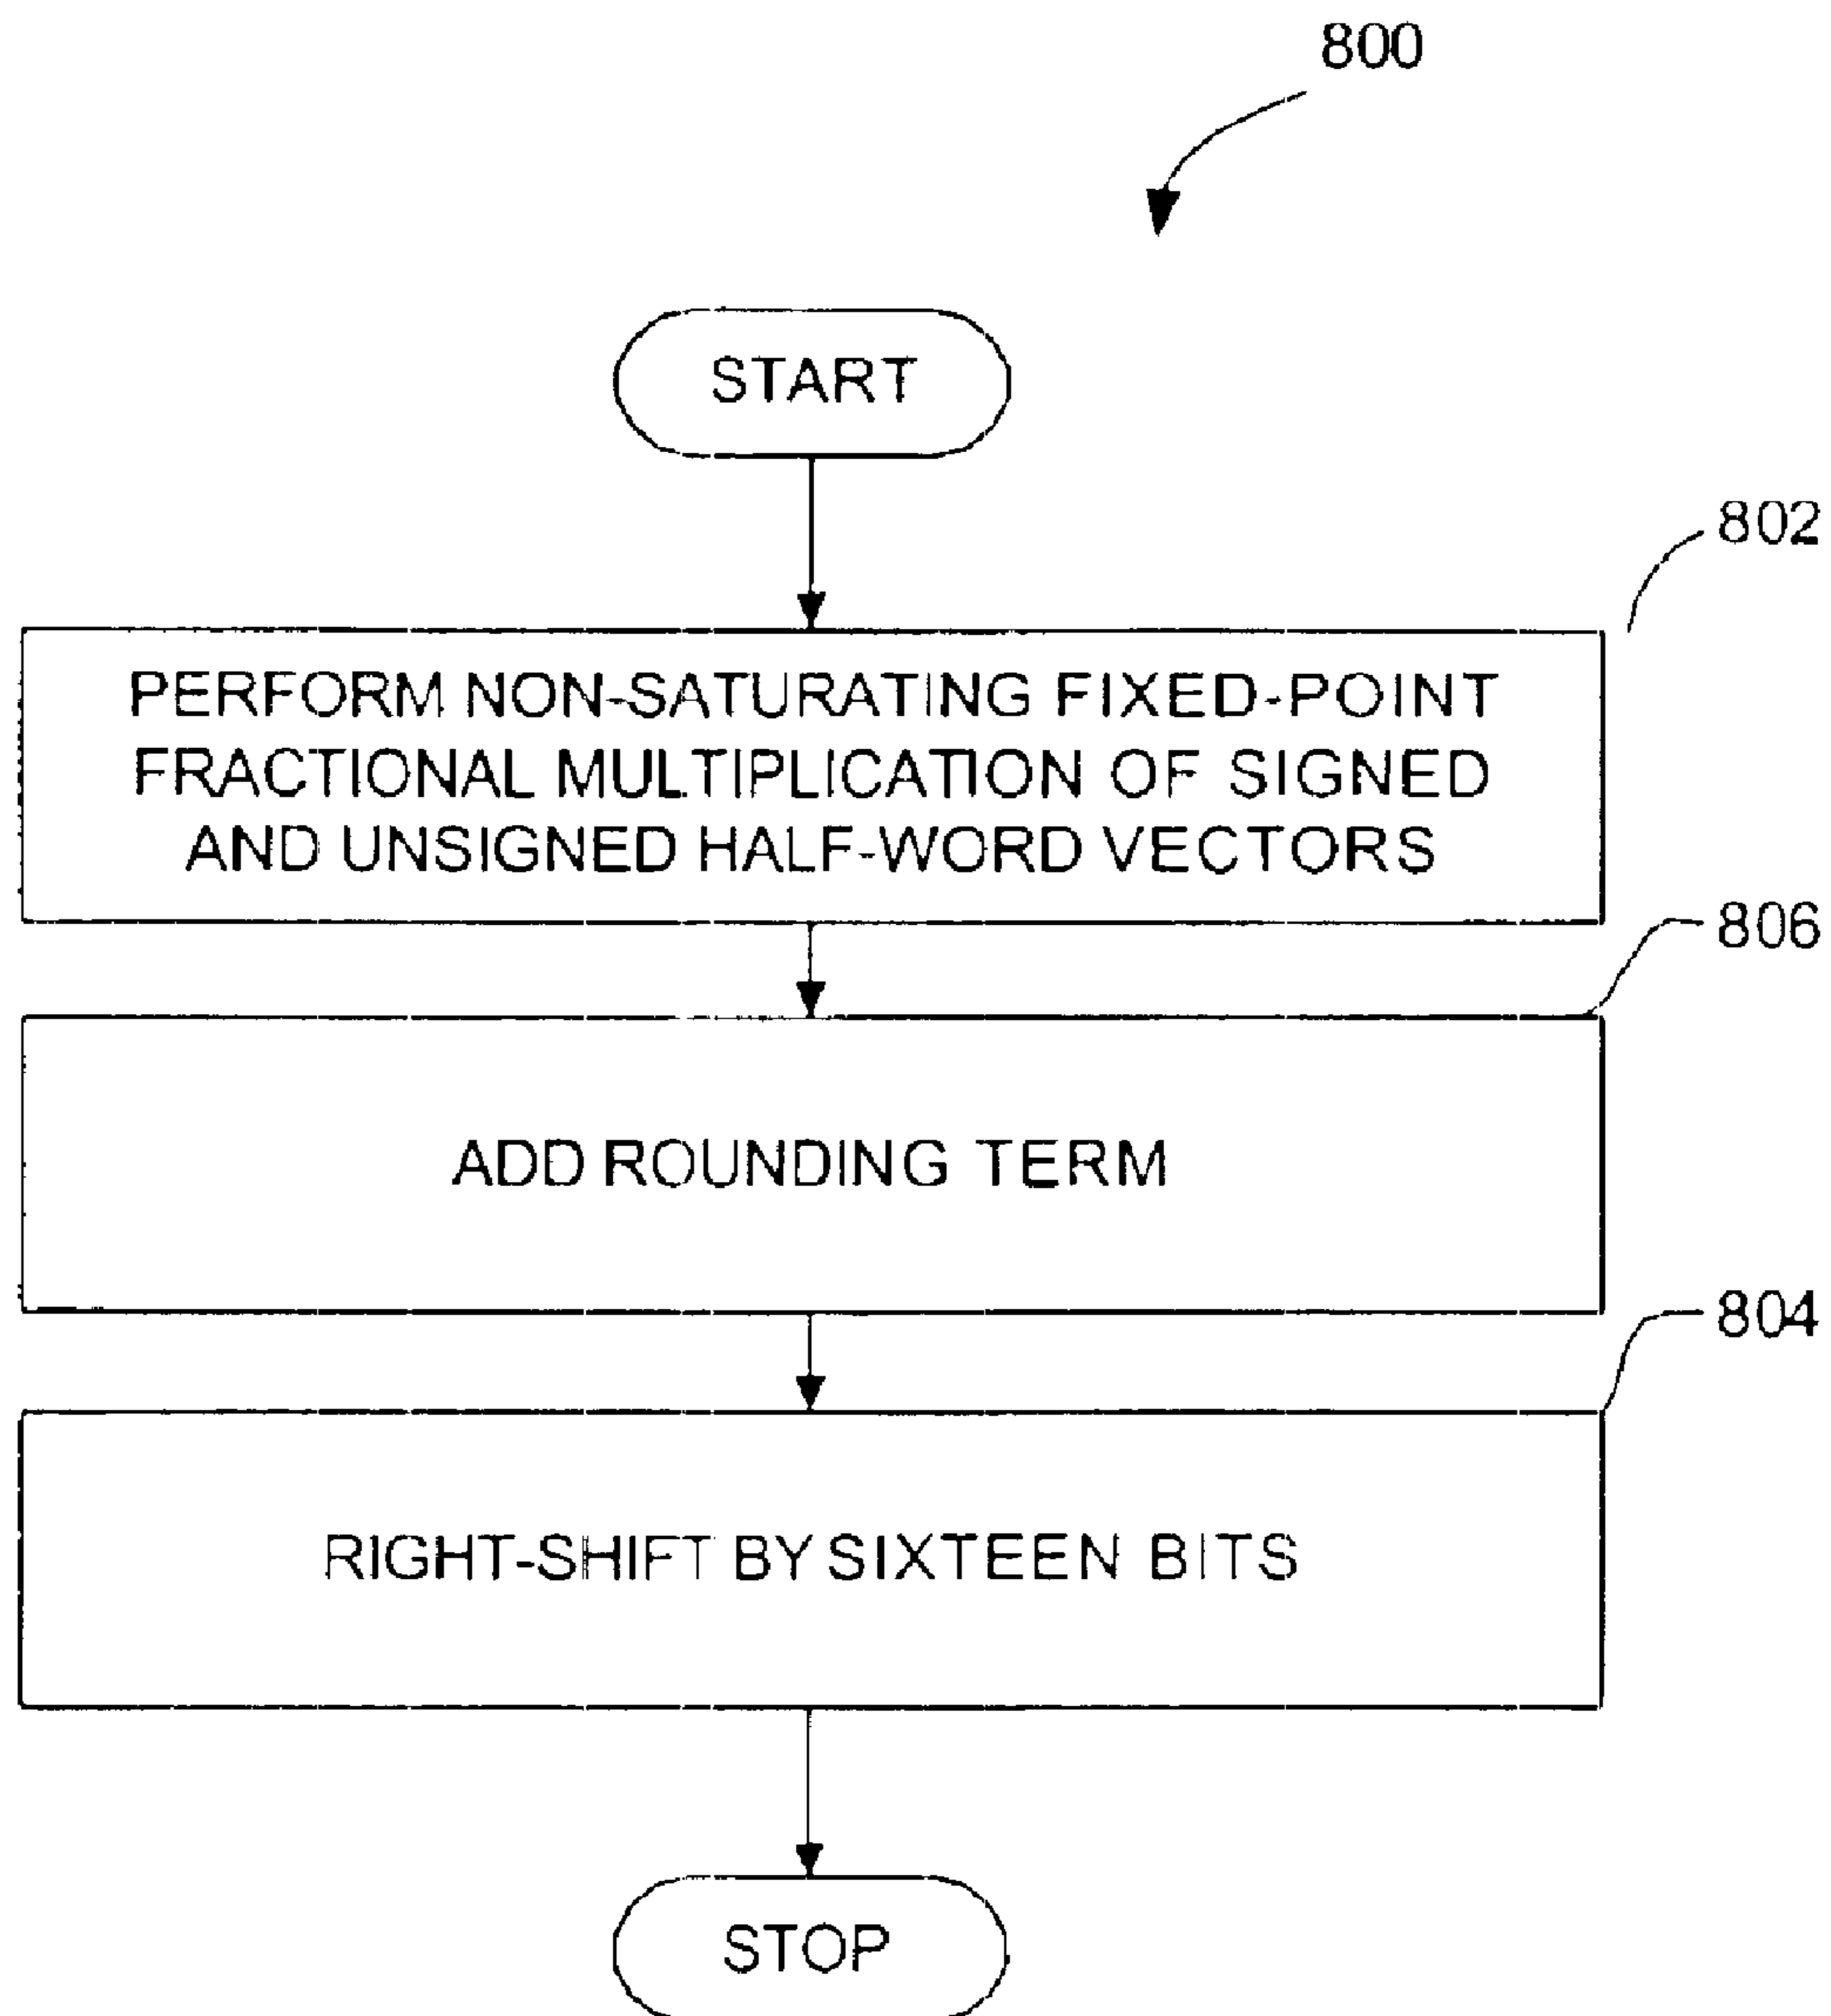 800
START
802
PERFORM NON-SATURATING FIXED-POINT
FRACTIONAL MULTIPLICATION OF SIGNED
AND UNSIGNED HALF-WORD VECTORS
806
ADD ROUNDING TERM
804
RIGHT-SHIFT BY SIXTEEN BITS
STOP